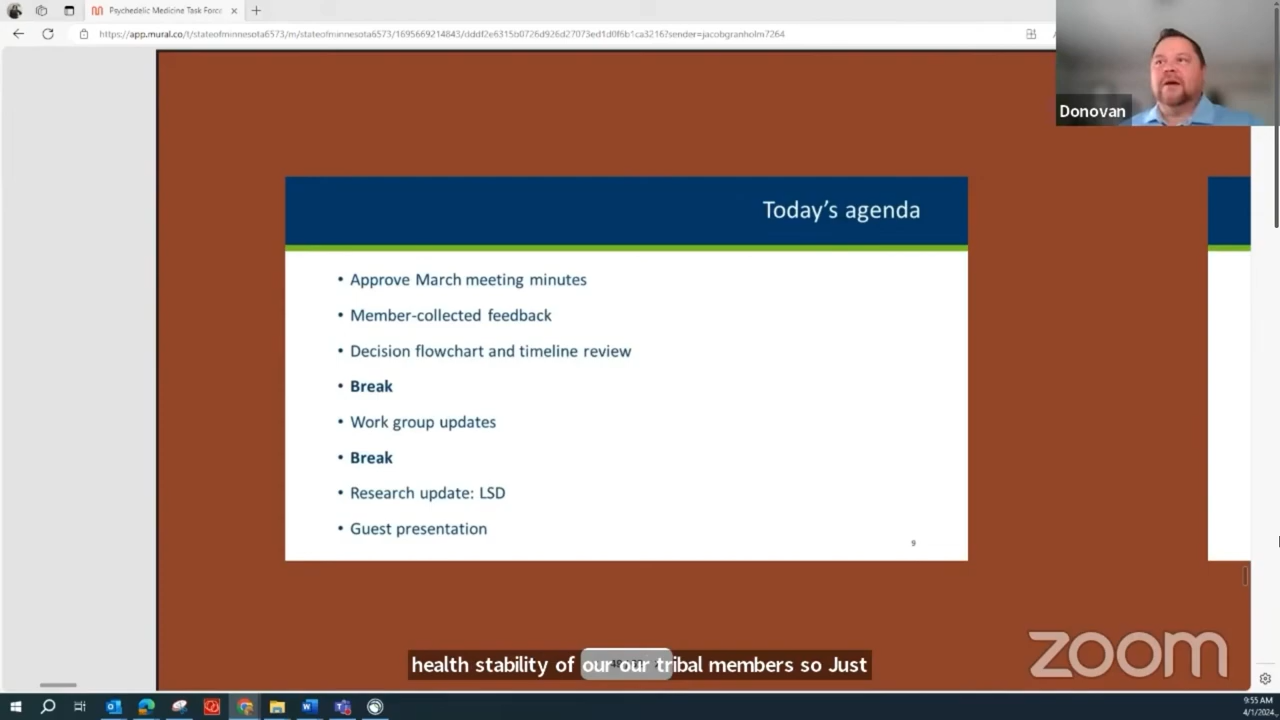 Psychedelic Medicine Task Force
https://app.mural.co/t/stateofminnesota6573/m/stateofminnesota6573/1695669214843/dddf2e6315b0726d926d27073ed1d0f6b1ca3216?sender=jacobgranholm7264
Donovan
Today's agenda
• Approve March meeting minutes
• Member-collected feedback
• Decision flowchart and timeline review
• Break
• Work group updates
• Break
• Research update: LSD
• Guest presentation
9
health stability of our our tribal members so Just
zoom
9:55 AM
4/1/2024